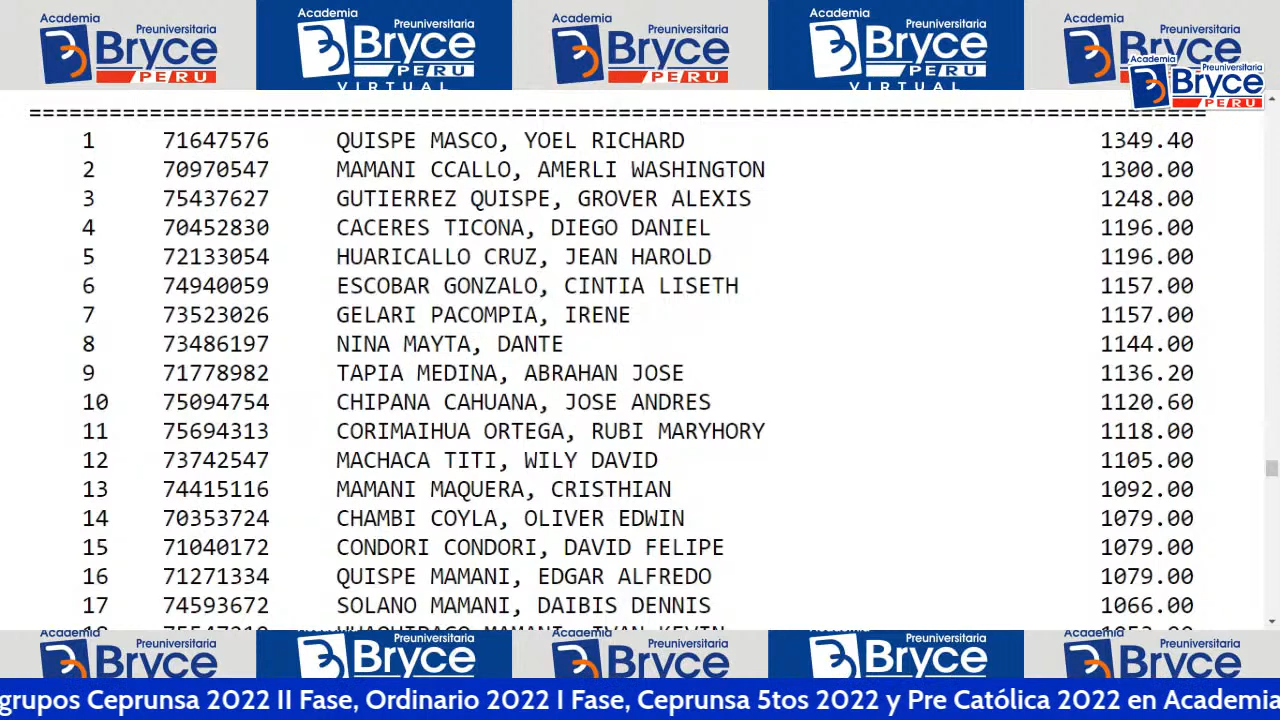 Academia Preuniversitaria Bryce PERU
Academia Preuniversitaria Bryce PERU VIRTUAL
Academia Preuniversitaria Bryce PERU
Academia Preuniversitaria Bryce PERU VIRTUAL
Academia Preuniversitaria Bryce
Academia Preuniversitaria Bryce PERU
========================================================================================
1 71647576 QUISPE MASCO, YOEL RICHARD 1349.40
2 70970547 MAMANI CCALLO, AMERLI WASHINGTON 1300.00
3 75437627 GUTIERREZ QUISPE, GROVER ALEXIS 1248.00
4 70452830 CACERES TICONA, DIEGO DANIEL 1196.00
5 72133054 HUARICALLO CRUZ, JEAN HAROLD 1196.00
6 74940059 ESCOBAR GONZALO, CINTIA LISETH 1157.00
7 73523026 GELARI PACOMPIA, IRENE 1157.00
8 73486197 NINA MAYTA, DANTE 1144.00
9 71778982 TAPIA MEDINA, ABRAHAN JOSE 1136.20
10 75094754 CHIPANA CAHUANA, JOSE ANDRES 1120.60
11 75694313 CORIMAIHUA ORTEGA, RUBI MARYHORY 1118.00
12 73742547 MACHACA TITI, WILY DAVID 1105.00
13 74415116 MAMANI MAQUERA, CRISTHIAN 1092.00
14 70353724 CHAMBI COYLA, OLIVER EDWIN 1079.00
15 71040172 CONDORI CONDORI, DAVID FELIPE 1079.00
16 71271334 QUISPE MAMANI, EDGAR ALFREDO 1079.00
17 74593672 SOLANO MAMANI, DAIBIS DENNIS 1066.00
Academia Preuniversitaria Bryce
Academia Preuniversitaria Bryce
Academia Preuniversitaria Bryce
Academia Preuniversitaria Bryce
Academia Preuniversitaria Bryce
grupos Ceprunsa 2022 II Fase, Ordinario 2022 I Fase, Ceprunsa 5tos 2022 y Pre Católica 2022 en Academia